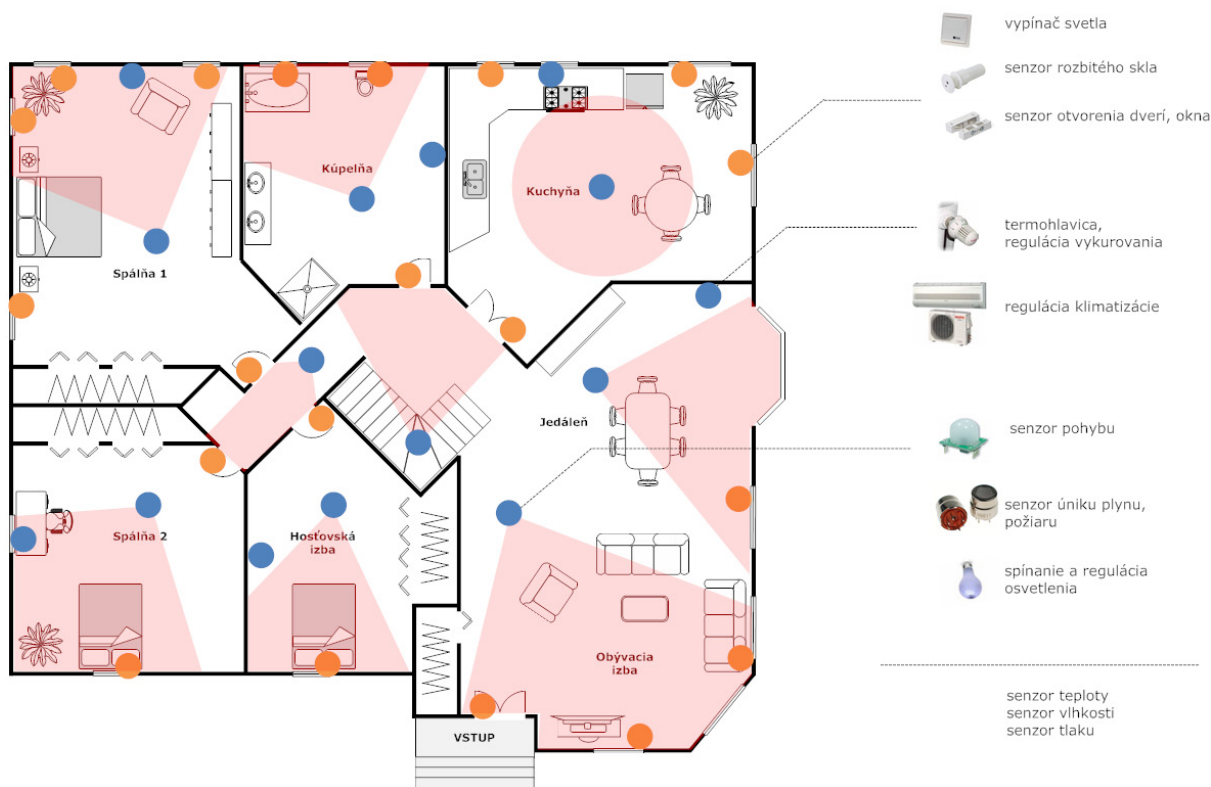 vypínač svetla
senzor rozbitého skla
senzor otvorenia dverí, okna
Kúpelňa
Kuchyňa
termohlavica,
regulácia vykurovania
Spálňa 1
regulácia klimatizácie
Jedáleň
senzor pohybu
senzor úniku plynu,
požiaru
Spálňa 2
Hosťovská
izba
spínanie a regulácia
osvetlenia
Obývacia
izba
senzor teploty
senzor vlhkosti
senzor tlaku
VSTUP